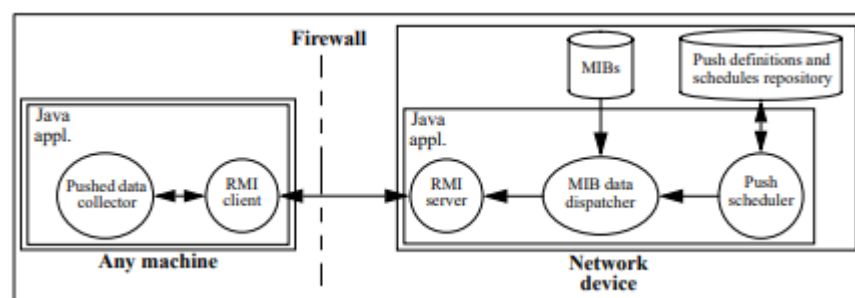 Firewall
MIBs
Push definitions and
schedules repository
Java
appl.
Java
appl.
Pushed data
collector
RMI
client
RMI
server
MIB data
dispatcher
Push
scheduler
Any machine
Network
device